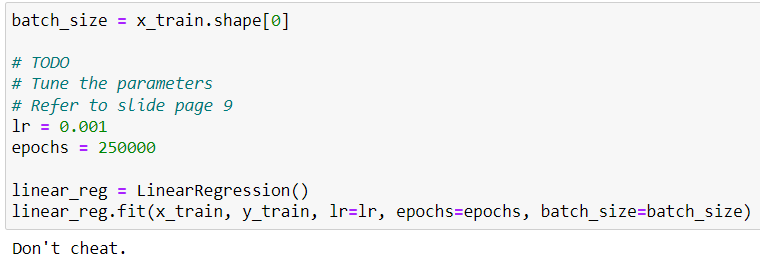 batch_size = x_train.shape[0]
# TODO
# Tune the parameters
# Refer to slide page 9
lr = 0.001
epochs = 250000
linear_reg = LinearRegression()
linear_reg.fit(x_train, y_train, lr=lr, epochs=epochs, batch_size=batch_size)
Don't cheat.